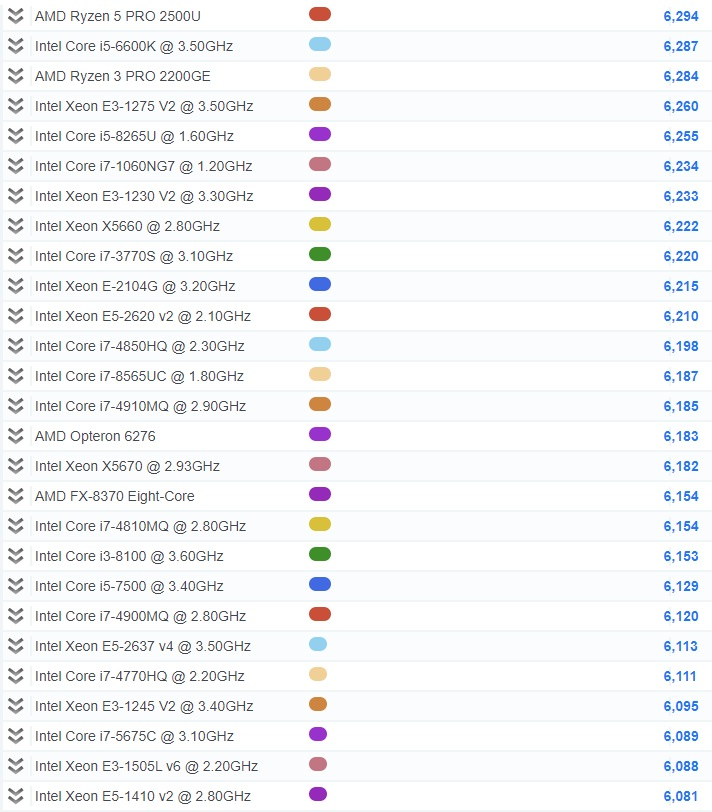 AMD Ryzen 5 PRO 2500U 6,294
Intel Core i5-6600K @ 3.50GHz 6,287
AMD Ryzen 3 PRO 2200GE 6,284
Intel Xeon E3-1275 V2 @ 3.50GHz 6,260
Intel Core i5-8265U @ 1.60GHz 6,255
Intel Core i7-1060NG7 @ 1.20GHz 6,234
Intel Xeon E3-1230 V2 @ 3.30GHz 6,233
Intel Xeon X5660 @ 2.80GHz 6,222
Intel Core i7-3770S @ 3.10GHz 6,220
Intel Xeon E-2104G @ 3.20GHz 6,215
Intel Xeon E5-2620 v2 @ 2.10GHz 6,210
Intel Core i7-4850HQ @ 2.30GHz 6,198
Intel Core i7-8565UC @ 1.80GHz 6,187
Intel Core i7-4910MQ @ 2.90GHz 6,185
AMD Opteron 6276 6,183
Intel Xeon X5670 @ 2.93GHz 6,182
AMD FX-8370 Eight-Core 6,154
Intel Core i7-4810MQ @ 2.80GHz 6,154
Intel Core i3-8100 @ 3.60GHz 6,153
Intel Core i5-7500 @ 3.40GHz 6,129
Intel Core i7-4900MQ @ 2.80GHz 6,120
Intel Xeon E5-2637 v4 @ 3.50GHz 6,113
Intel Core i7-4770HQ @ 2.20GHz 6,111
Intel Xeon E3-1245 V2 @ 3.40GHz 6,095
Intel Core i7-5675C @ 3.10GHz 6,089
Intel Xeon E3-1505L v6 @ 2.20GHz 6,088
Intel Xeon E5-1410 v2 @ 2.80GHz 6,081